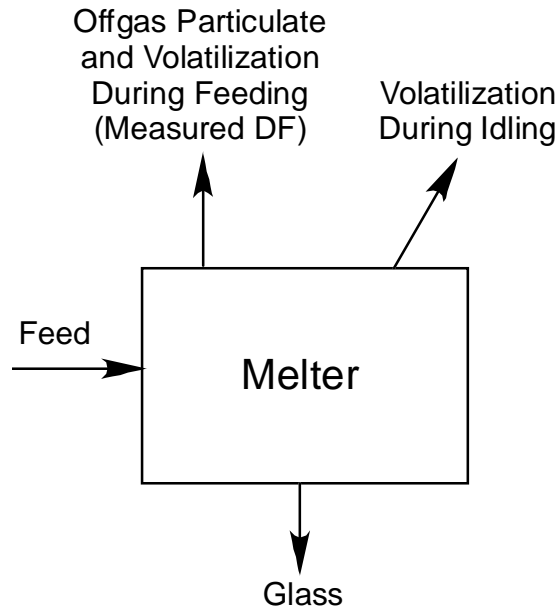 Offgas Particulate
and Volatilization
During Feeding
(Measured DF)
Volatilization
During Idling
Feed
Melter
Glass